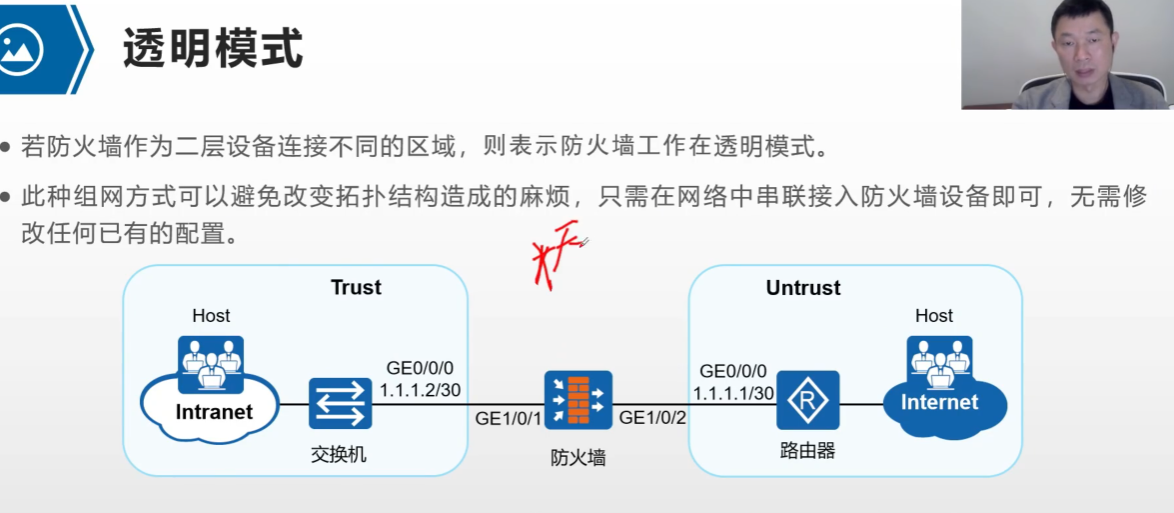 透明模式
若防火墙作为二层设备连接不同的区域，则表示防火墙工作在透明模式。
此种组网方式可以避免改变拓扑结构造成的麻烦，只需在网络中串联接入防火墙设备即可，无需修
改任何已有的配置。
Trust
Untrust
Host
Host
GE0/0/0
1.1.1.2/30
GE0/0/0
1.1.1.1/30
Intranet
Internet
R
GE1/0/1
GE1/0/2
交换机
防火墙
路由器